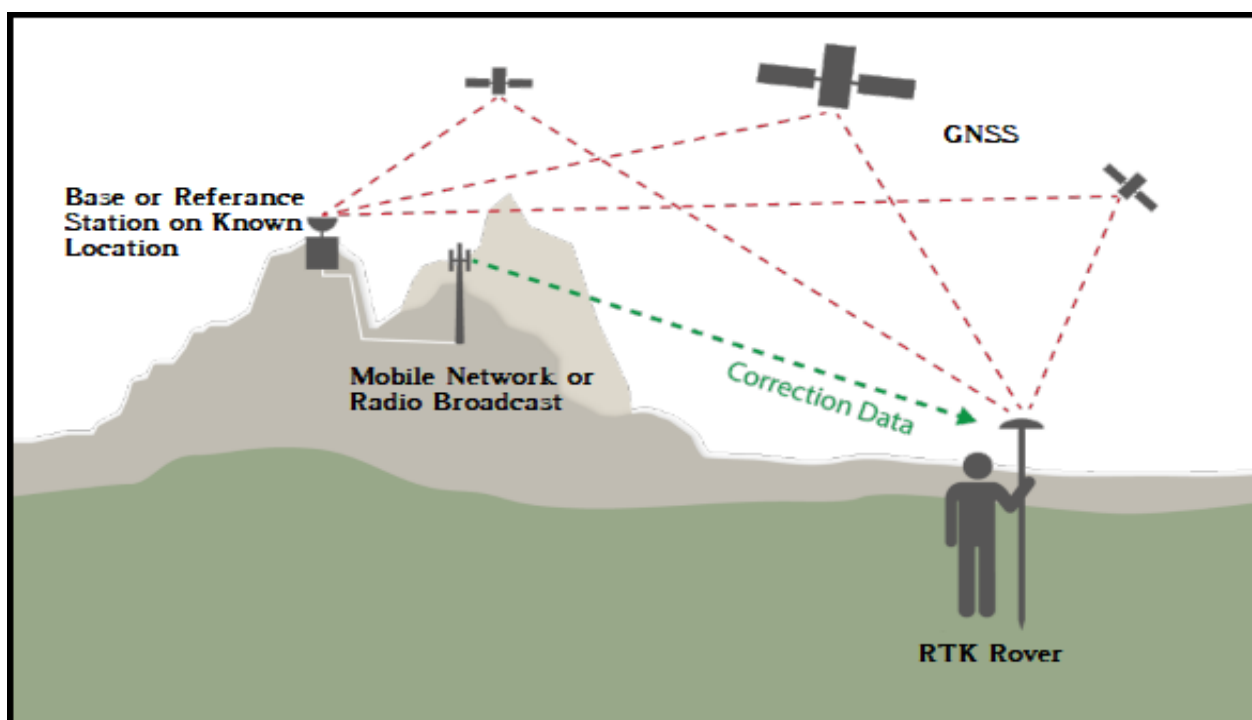 GNSS
Base or Referance
Station on Known
Location
Mobile Network or
Radio Broadcast
Correction Data
RTK Rover